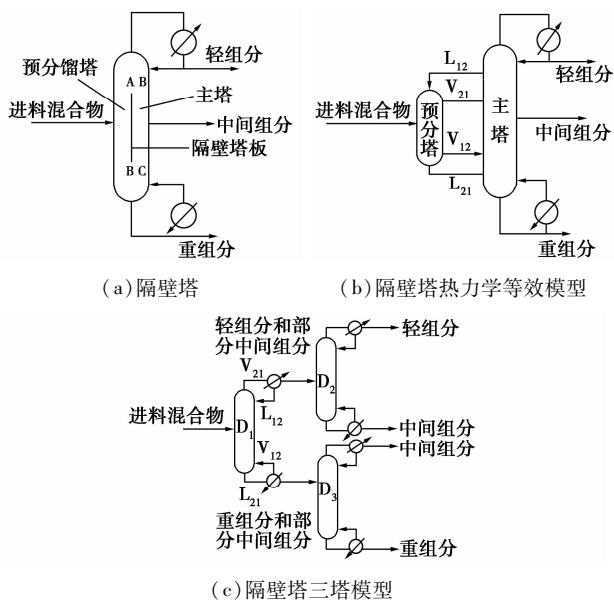 轻组分
预分馏塔
A B
主塔
进料混合物
中间组分
隔壁塔板
B C
重组分
(a)隔壁塔
L12
V21
轻组分
进料混合物
预分塔
主塔
中间组分
V12
L21
重组分
(b)隔壁塔热力学等效模型
轻组分和部
分中间组分
轻组分
V21
D2
L12
进料混合物
D1
中间组分
中间组分
V12
L21
D3
重组分和部
分中间组分
重组分
(c)隔壁塔三塔模型